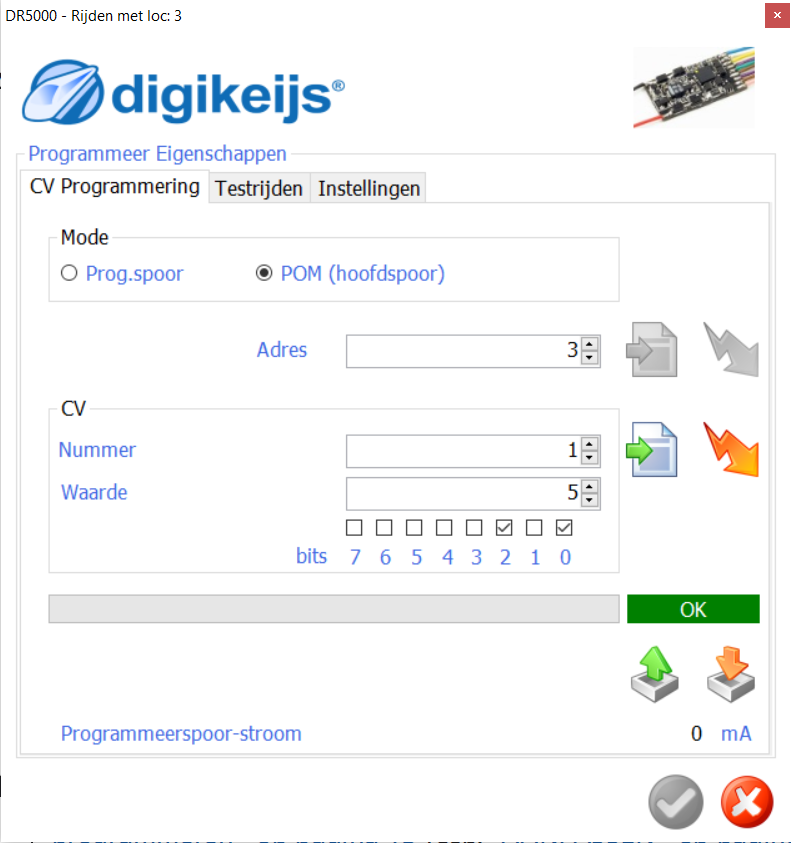 DR5000 - Rijden met loc: 3
digikeijs®
Programmeer Eigenschappen
CV Programmering Testrijden Instellingen
Mode
Prog.spoor POM (hoofdspoor)
Adres 3
CV
Nummer 1
Waarde 5
bits 7 6 5 4 3 2 1 0
OK
Programmeerspoor-stroom 0 mA